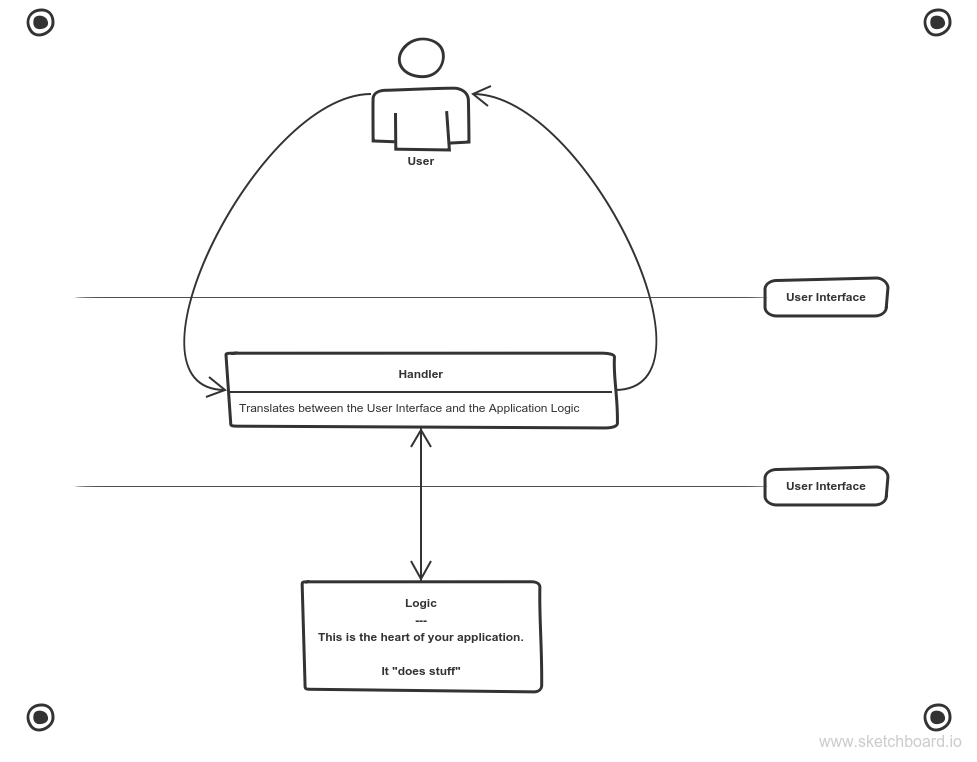 User
User Interface
Handler
Translates between the User Interface and the Application Logic
User Interface
Logic
---
This is the heart of your application.
It "does stuff"
www.sketchboard.io